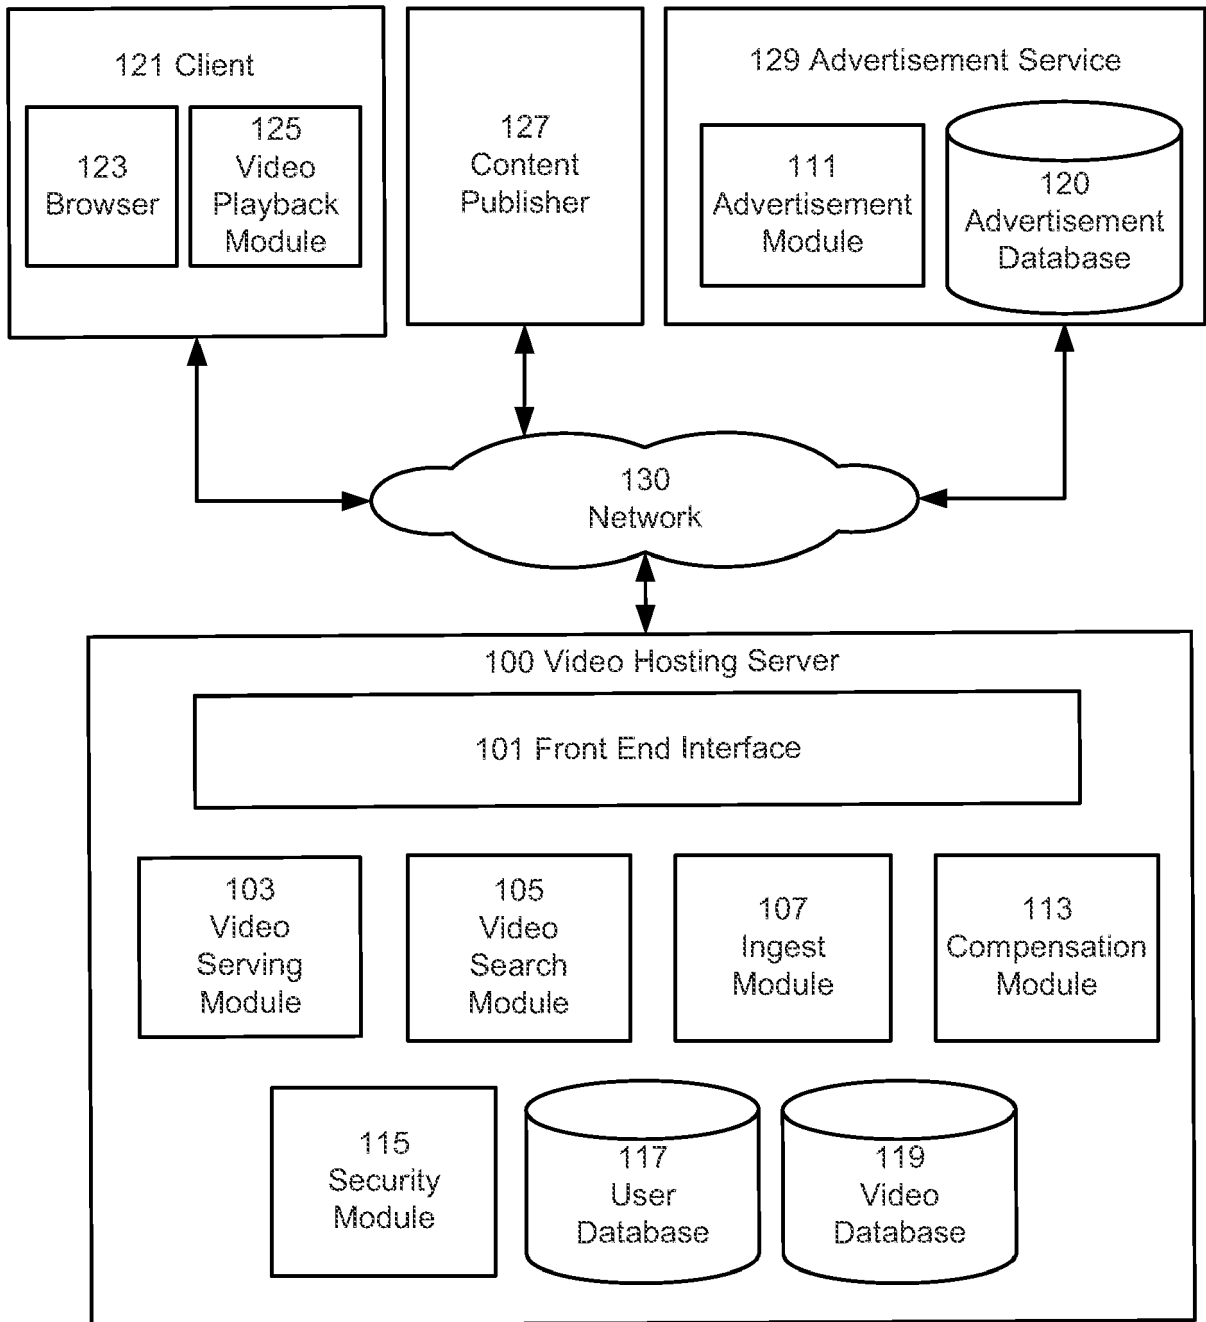 121 Client
123
Browser
125
Video
Playback
Module
127
Content
Publisher
129 Advertisement Service
111
Advertisement
Module
120
Advertisement
Database
130
Network
100 Video Hosting Server
101 Front End Interface
103
Video
Serving
Module
105
Video
Search
Module
107
Ingest
Module
113
Compensation
Module
115
Security
Module
117
User
Database
119
Video
Database